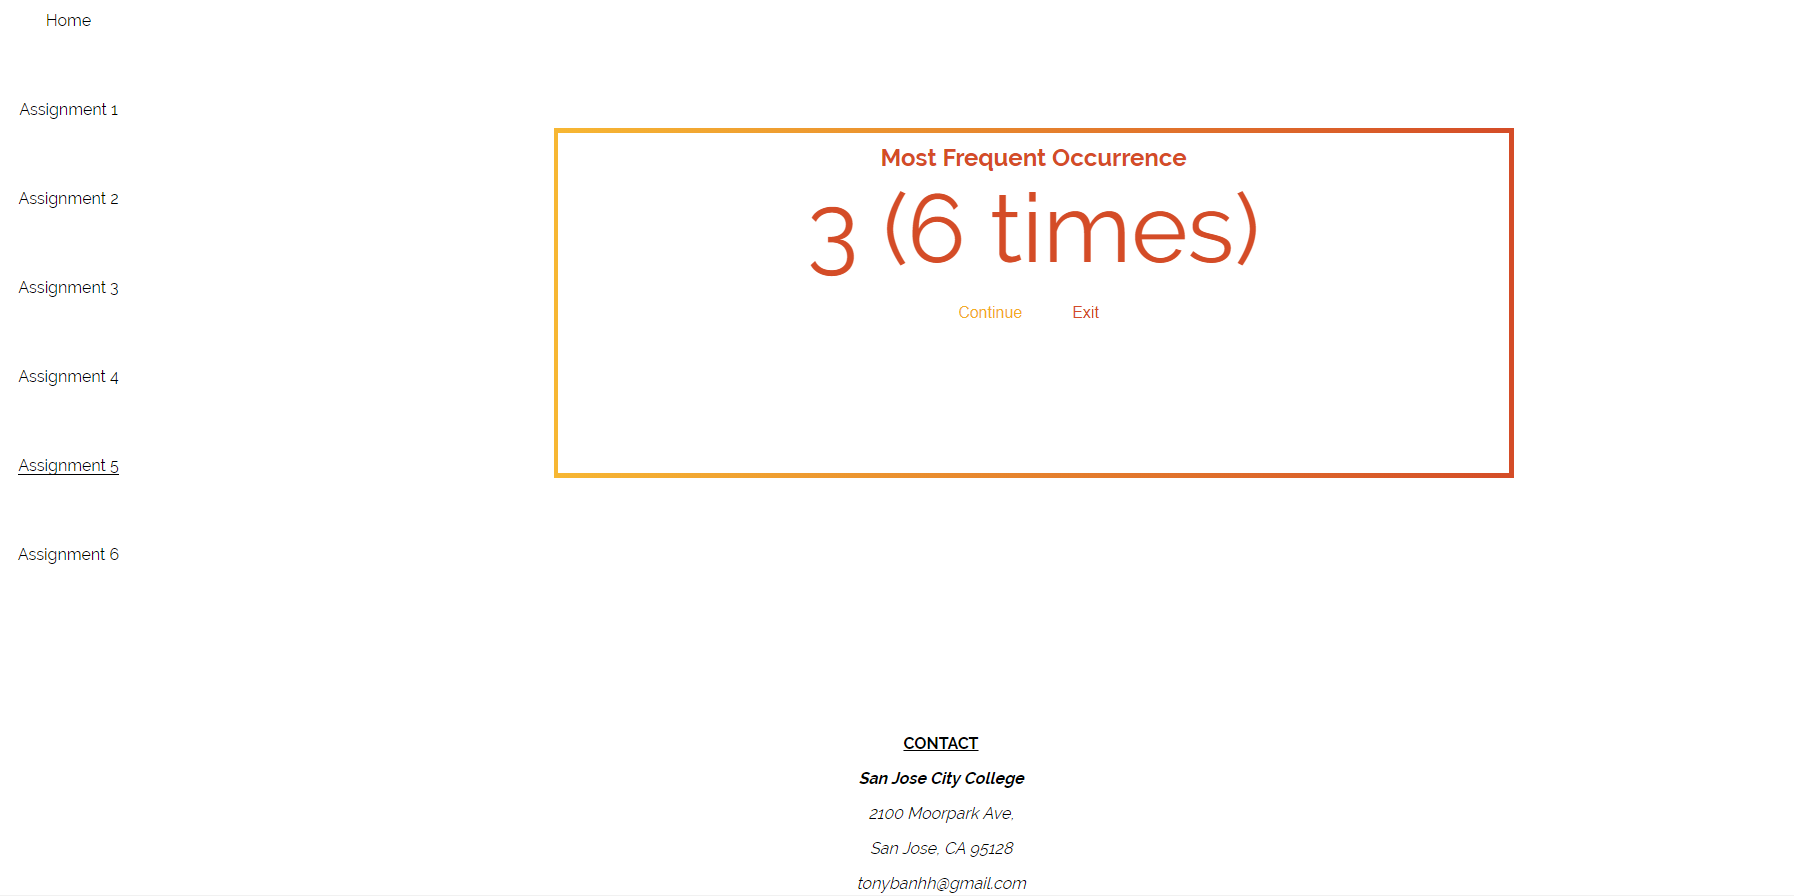 Home
Assignment 1
Assignment 2
Assignment 3
Assignment 4
Assignment 5
Assignment 6
Most Frequent Occurrence
3 (6 times)
Continue Exit
CONTACT
San Jose City College
2100 Moorpark Ave,
San Jose, CA 95128
tonybanhh@gmail.com